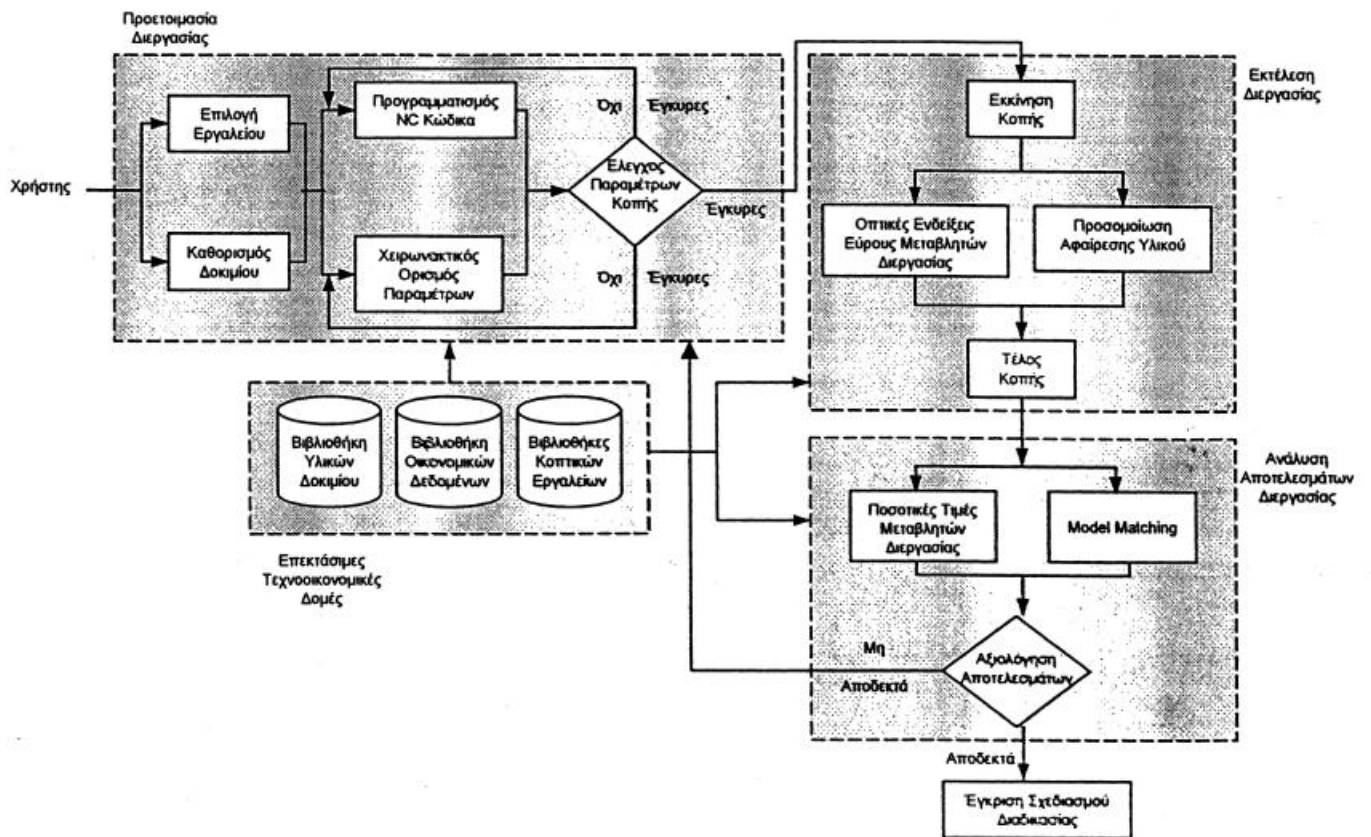 Προετοιμασία
Διεργασίας
Χρήστης
Επιλογή
Εργαλείου
Καθορισμός
Δοκιμίου
Προγραμματισμός
NC Κώδικα
Χειρωνακτικός
Ορισμός
Παραμέτρων
Όχι Έγκυρες
Έλεγχος
Παραμέτρων
Κοπής
Έγκυρες
Όχι Έγκυρες
Εκτέλεση
Διεργασίας
Εκκίνηση
Κοπής
Οπτικές Ενδείξεις
Εύρους Μεταβλητών
Διεργασίας
Προσομοίωση
Αφαίρεσης Υλικού
Τέλος
Κοπής
Βιβλιοθήκη
Υλικών
Δοκιμίου
Βιβλιοθήκη
Οικονομικών
Δεδομένων
Βιβλιοθήκες
Κοπτικών
Εργαλείων
Επεκτάσιμες
Τεχνοοικονομικές
Δομές
Ανάλυση
Αποτελεσμάτων
Διεργασίας
Ποσοτικές Τιμές
Μεταβλητών
Διεργασίας
Model Matching
Αξιολόγηση
Αποτελεσμάτων
Μη
Αποδεκτά
Αποδεκτά
Έγκριση Σχεδιασμού
Διαδικασίας